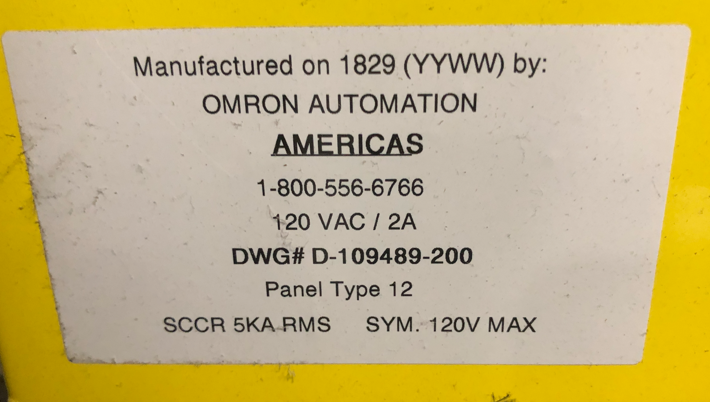 Manufactured on 1829 (YYWW) by:
OMRON AUTOMATION
AMERICAS
1-800-556-6766
120 VAC / 2A
DWG# D-109489-200
Panel Type 12
SCCR 5KA RMS SYM. 120V MAX